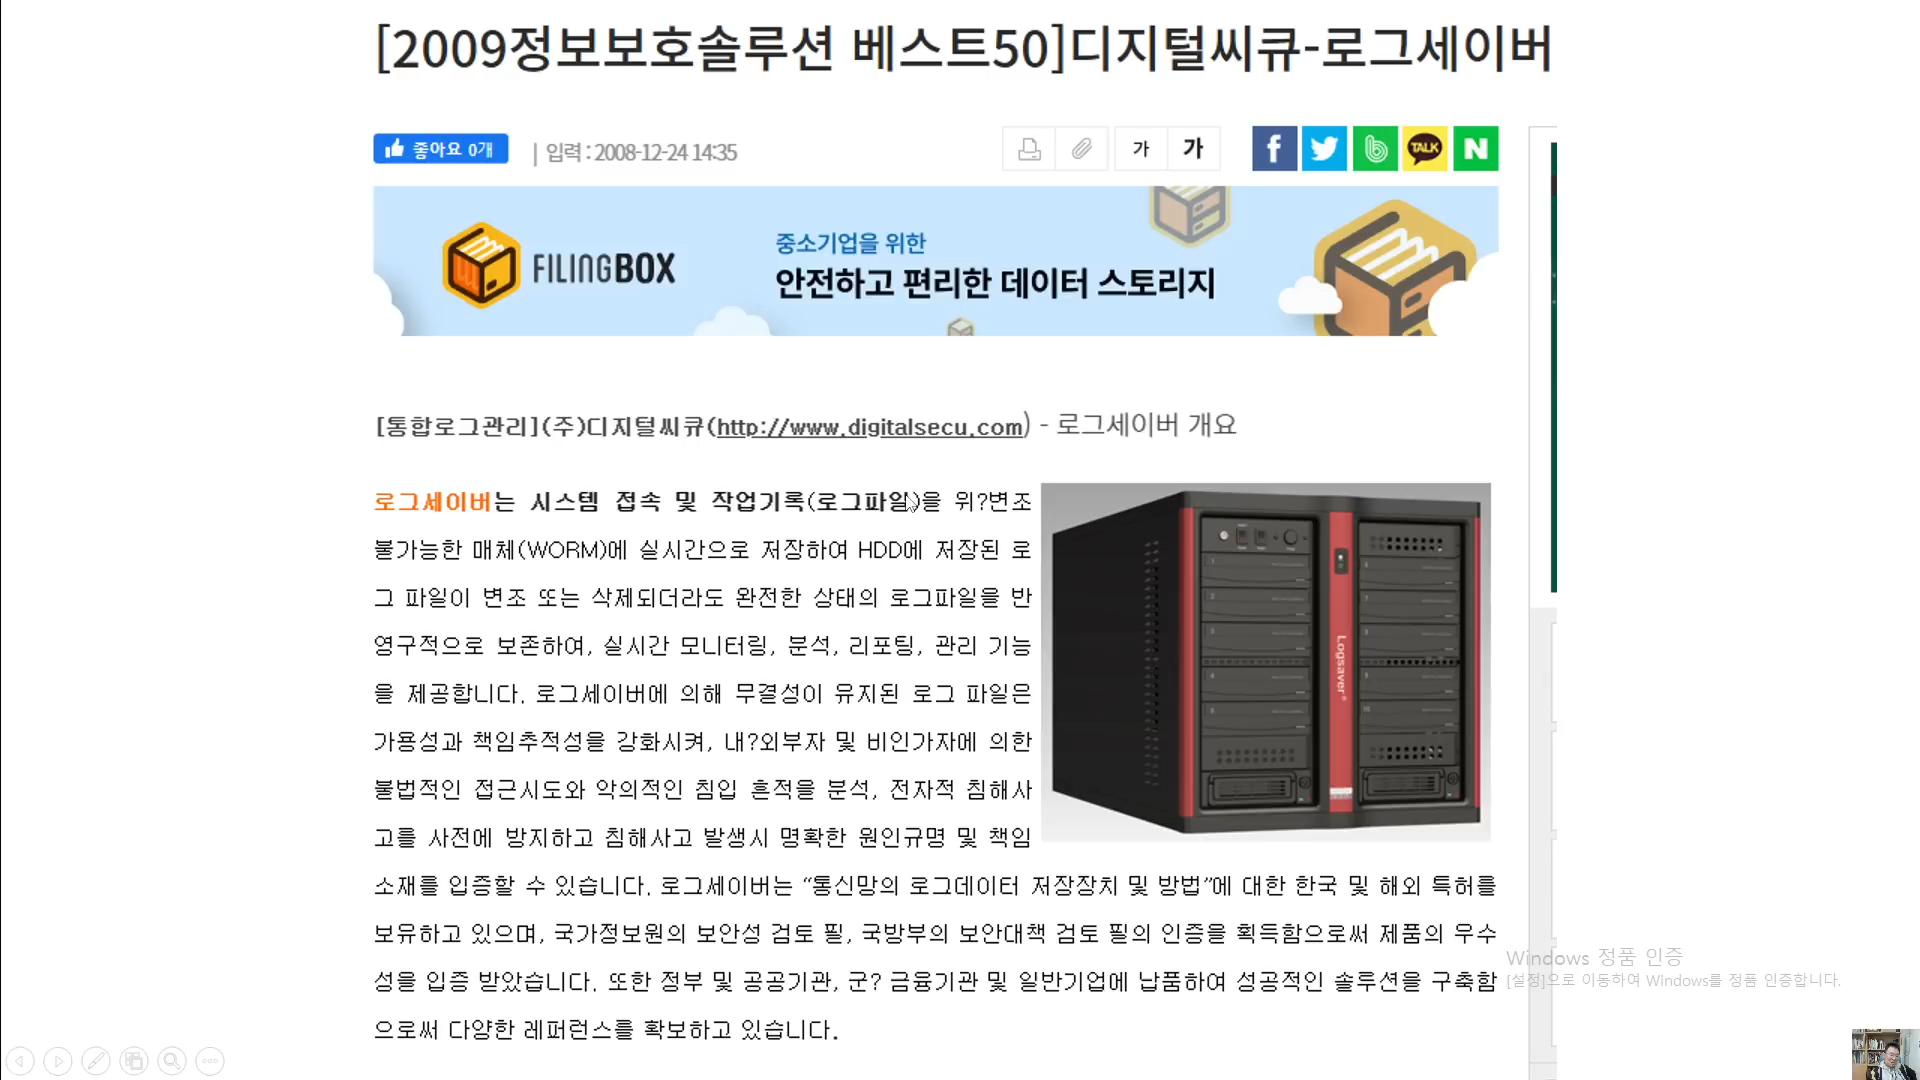 [2009정보보호솔루션 베스트50]디지털씨큐-로그세이버
좋아요 0개 | 입력 : 2008-12-24 14:35
가 가 f TALK N
FILINGBOX
중소기업을 위한
안전하고 편리한 데이터 스토리지
[통합로그관리](주)디지털씨큐(http://www.digitalsecu.com) - 로그세이버 개요
로그세이버는 시스템 접속 및 작업기록(로그파일)을 위?변조
불가능한 매체(WORM)에 실시간으로 저장하여 HDD에 저장된 로
그 파일이 변조 또는 삭제되더라도 완전한 상태의 로그파일을 반
영구적으로 보존하여, 실시간 모니터링, 분석, 리포팅, 관리 기능
을 제공합니다. 로그세이버에 의해 무결성이 유지된 로그 파일은
가용성과 책임추적성을 강화시켜, 내?외부자 및 비인가자에 의한
불법적인 접근시도와 악의적인 침입 흔적을 분석, 전자적 침해사
고를 사전에 방지하고 침해사고 발생시 명확한 원인규명 및 책임
소재를 입증할 수 있습니다. 로그세이버는 “통신망의 로그데이터 저장장치 및 방법”에 대한 한국 및 해외 특허를
보유하고 있으며, 국가정보원의 보안성 검토 필, 국방부의 보안대책 검토 필의 인증을 획득함으로써 제품의 우수
성을 입증 받았습니다. 또한 정부 및 공공기관, 군? 금융기관 및 일반기업에 납품하여 성공적인 솔루션을 구축함
으로써 다양한 레퍼런스를 확보하고 있습니다.
Logsaver®
Windows 정품 인증
[설정]으로 이동하여 Windows를 정품 인증합니다.